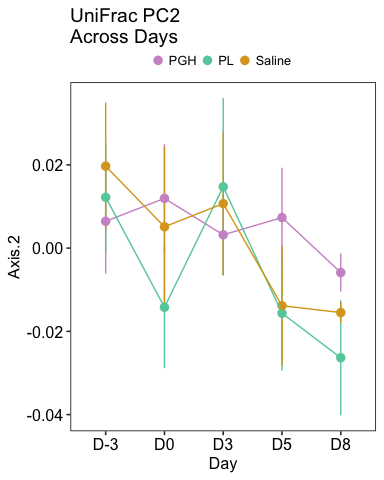 UniFrac PC2
Across Days
PGH PL Saline
0.02
0.00
-0.02
-0.04
Axis.2
D-3 D0 D3 D5 D8
Day